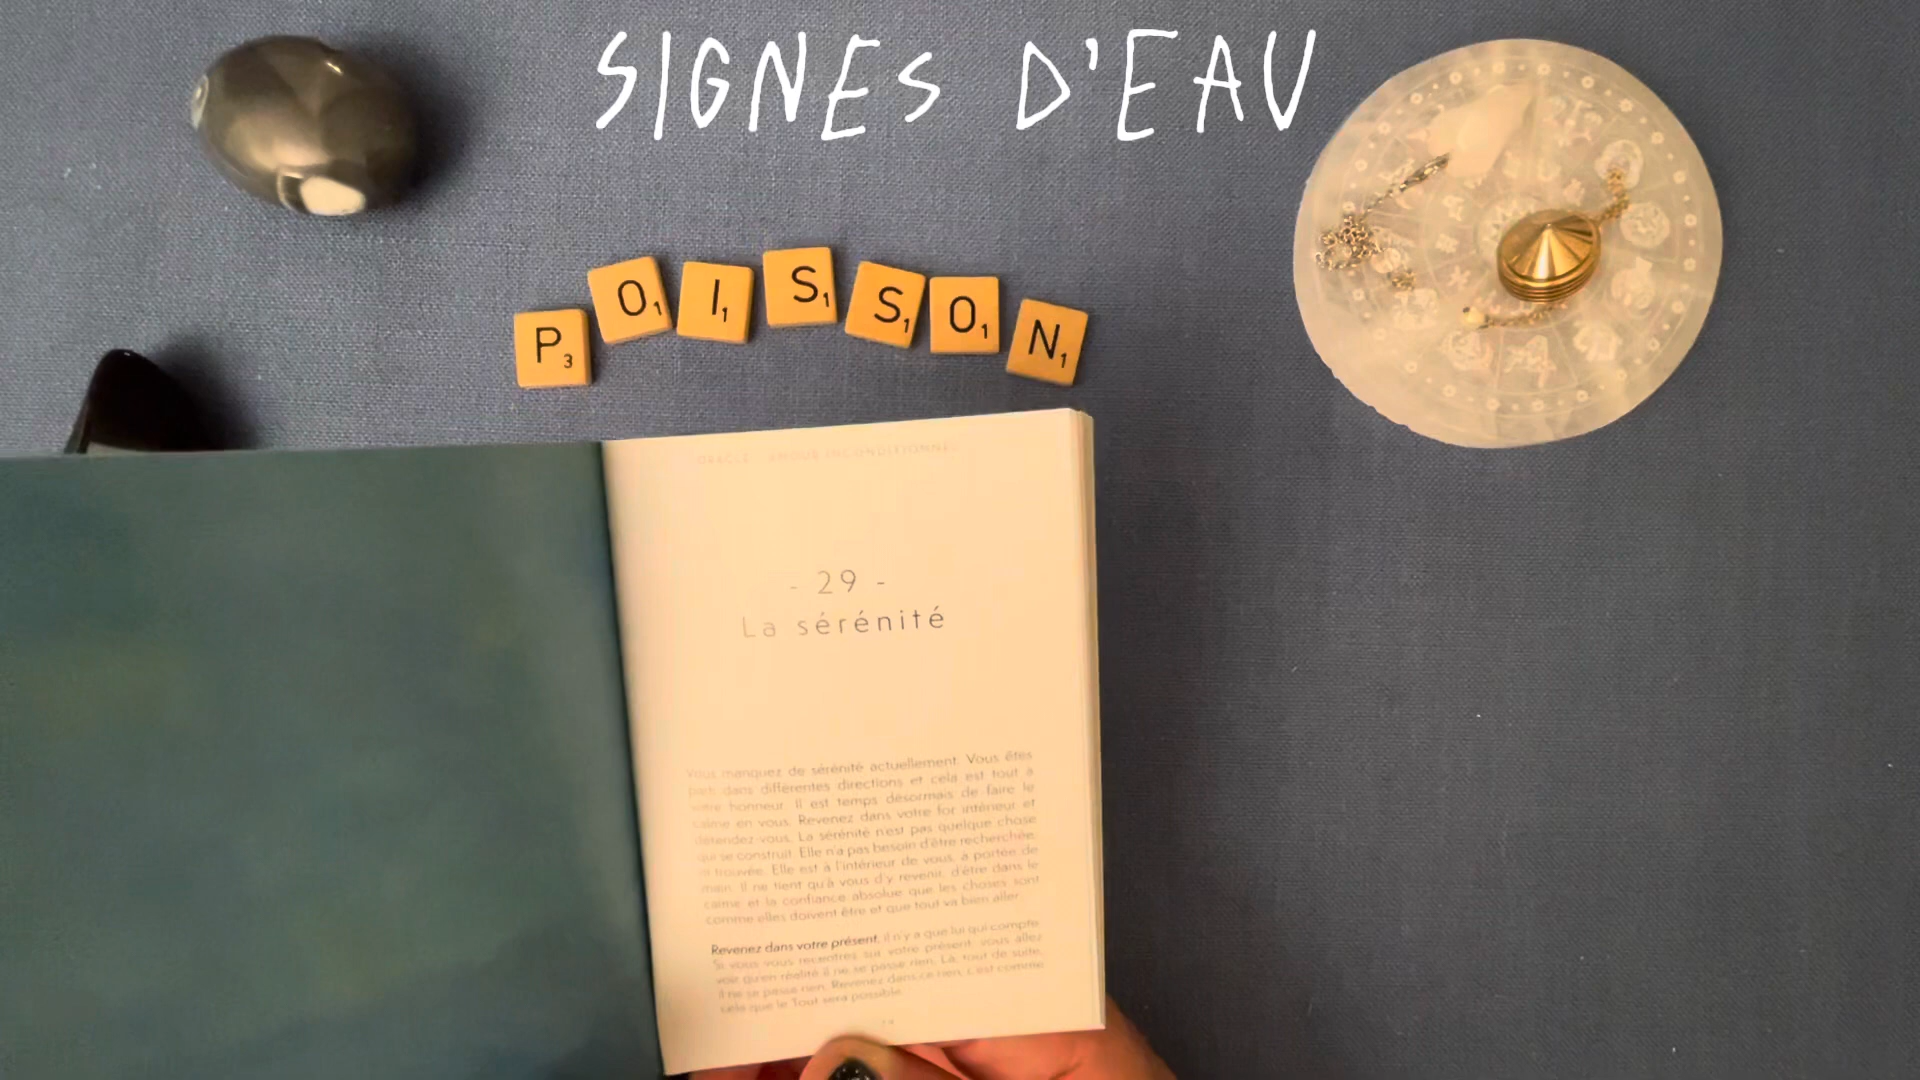 SIGNES D'EAU
P3 O1 I1 S1 S1 O1 N1
ORACLE AMOUR INCONDITIONNEL
- 29 -
La sérénité
Vous manquez de sérénité actuellement. Vous êtes
parti dans différentes directions et cela est tout à
votre honneur. Il est temps désormais de faire le
calme en vous. Revenez dans votre for intérieur et
détendez-vous. La sérénité n'est pas quelque chose
qui se construit. Elle n'a pas besoin d'être recherchée,
ni trouvée. Elle est à l'intérieur de vous, à portée de
main. Il ne tient qu'à vous d'y revenir, d'être dans le
calme et la confiance absolue que les choses sont
comme elles doivent être et que tout va bien aller.
Revenez dans votre présent, il n'y a que lui qui compte.
Si vous vous recentrez sur votre présent, vous allez
voir qu'en réalité il ne se passe rien. Là, tout de suite,
il ne se passe rien. Revenez dans ce rien, c'est comme
cela que le Tout sera possible.